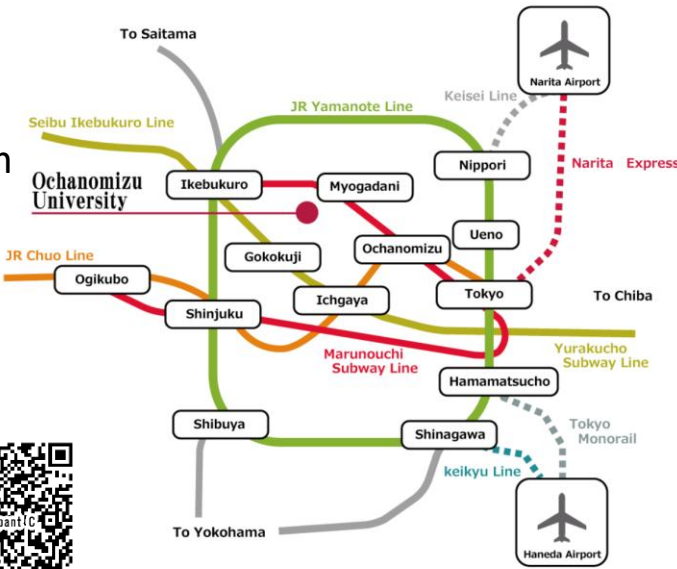 To Saitama
Narita Airport
Keisei Line
JR Yamanote Line
Seibu Ikebukuro Line
Nippori
Narita Express
Ikebukuro
Myogadani
Ochanomizu
University
Ueno
Ochanomizu
Gokokuji
JR Chuo Line
Ogikubo
Tokyo
To Chiba
Ichgaya
Shinjuku
Marunouchi
Subway Line
Yurakucho
Subway Line
Hamamatsucho
Tokyo
Monorail
Shibuya
Shinagawa
keikyu Line
To Yokohama
Haneda Airport